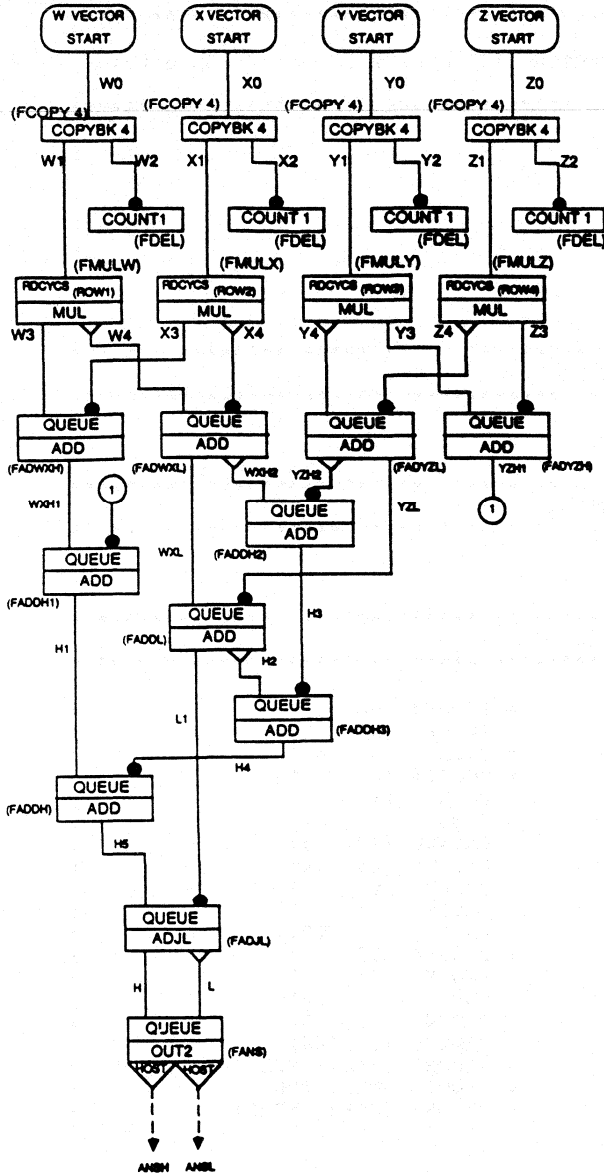 W VECTOR START
X VECTOR START
Y VECTOR START
Z VECTOR START
W0
X0
Y0
Z0
(FCOPY 4)
(FCOPY 4)
(FCOPY 4)
(FCOPY 4)
COPYBK 4
COPYBK 4
COPYBK 4
COPYBK 4
W1
W2
X1
X2
Y1
Y2
Z1
Z2
COUNT1
COUNT 1
COUNT 1
COUNT 1
(FDEL)
(FDEL)
(FDEL)
(FDEL)
(FMULW)
(FMULX)
(FMULY)
(FMULZ)
RDCYCS (ROW1)
RDCYCS (ROW2)
RDCYCS (ROW3)
RDCYCS (ROW4)
MUL
MUL
MUL
MUL
W3
W4
X3
X4
Y4
Y3
Z4
Z3
QUEUE
QUEUE
QUEUE
QUEUE
ADD
ADD
ADD
ADD
(FADWXH)
(FADWXL)
WXH2
YZH2
(FADYZL)
YZH1
(FADYZH)
WXH1
1
WXL
YZL
1
QUEUE
ADD
(FADDH2)
QUEUE
ADD
(FADDH1)
H1
H3
QUEUE
ADD
(FADDL)
H2
L1
QUEUE
ADD
(FADDH3)
H4
QUEUE
ADD
(FADDH)
H5
QUEUE
ADJL
(FADJL)
H
L
QUEUE
OUT2
(FANS)
HOST
HOST
ANSH
ANSL